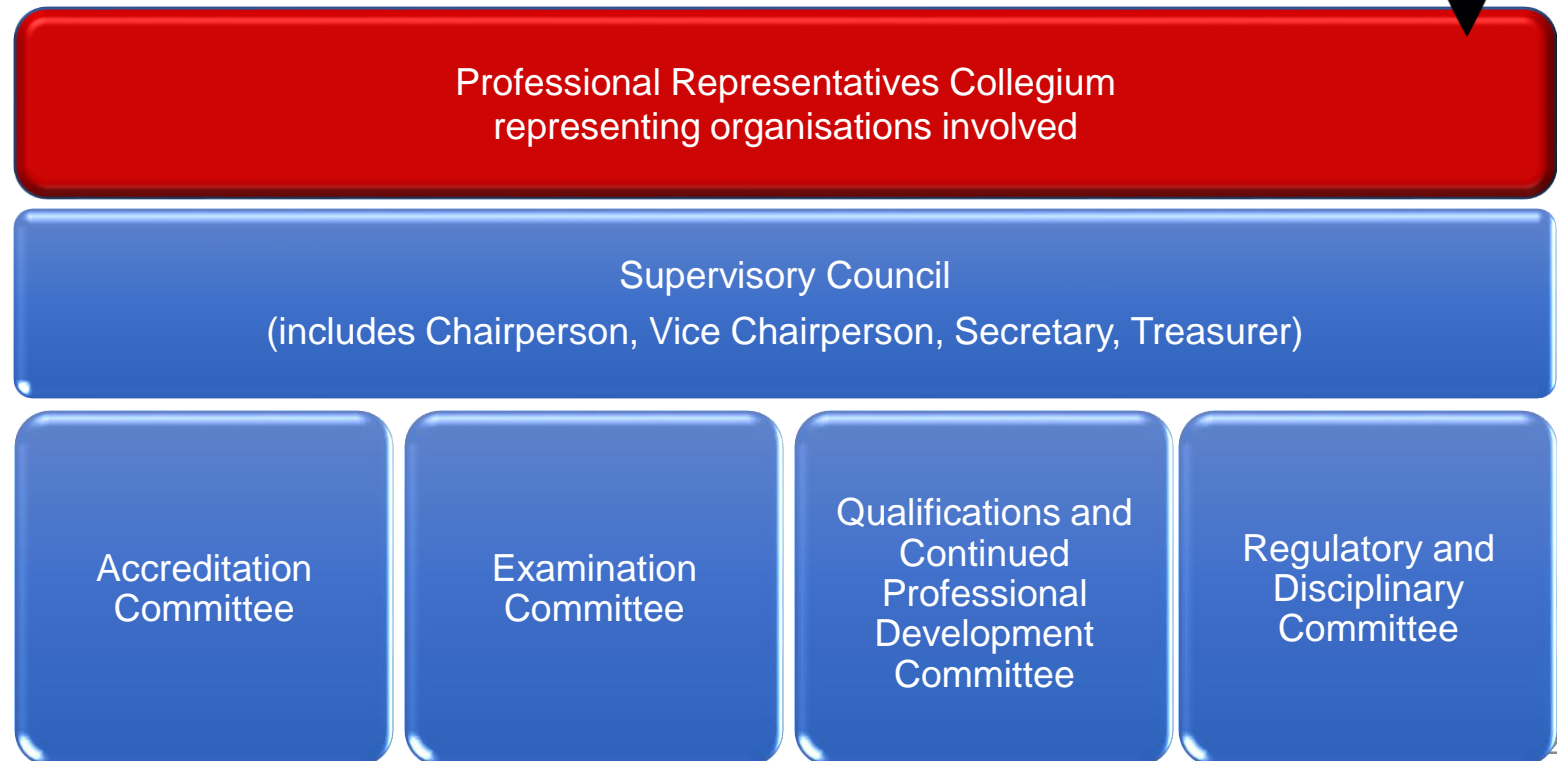 Professional Representatives Collegium
representing organisations involved
Supervisory Council
(includes Chairperson, Vice Chairperson, Secretary, Treasurer)
Accreditation
Committee
Examination
Committee
Qualifications and
Continued
Professional
Development
Committee
Regulatory and
Disciplinary
Committee